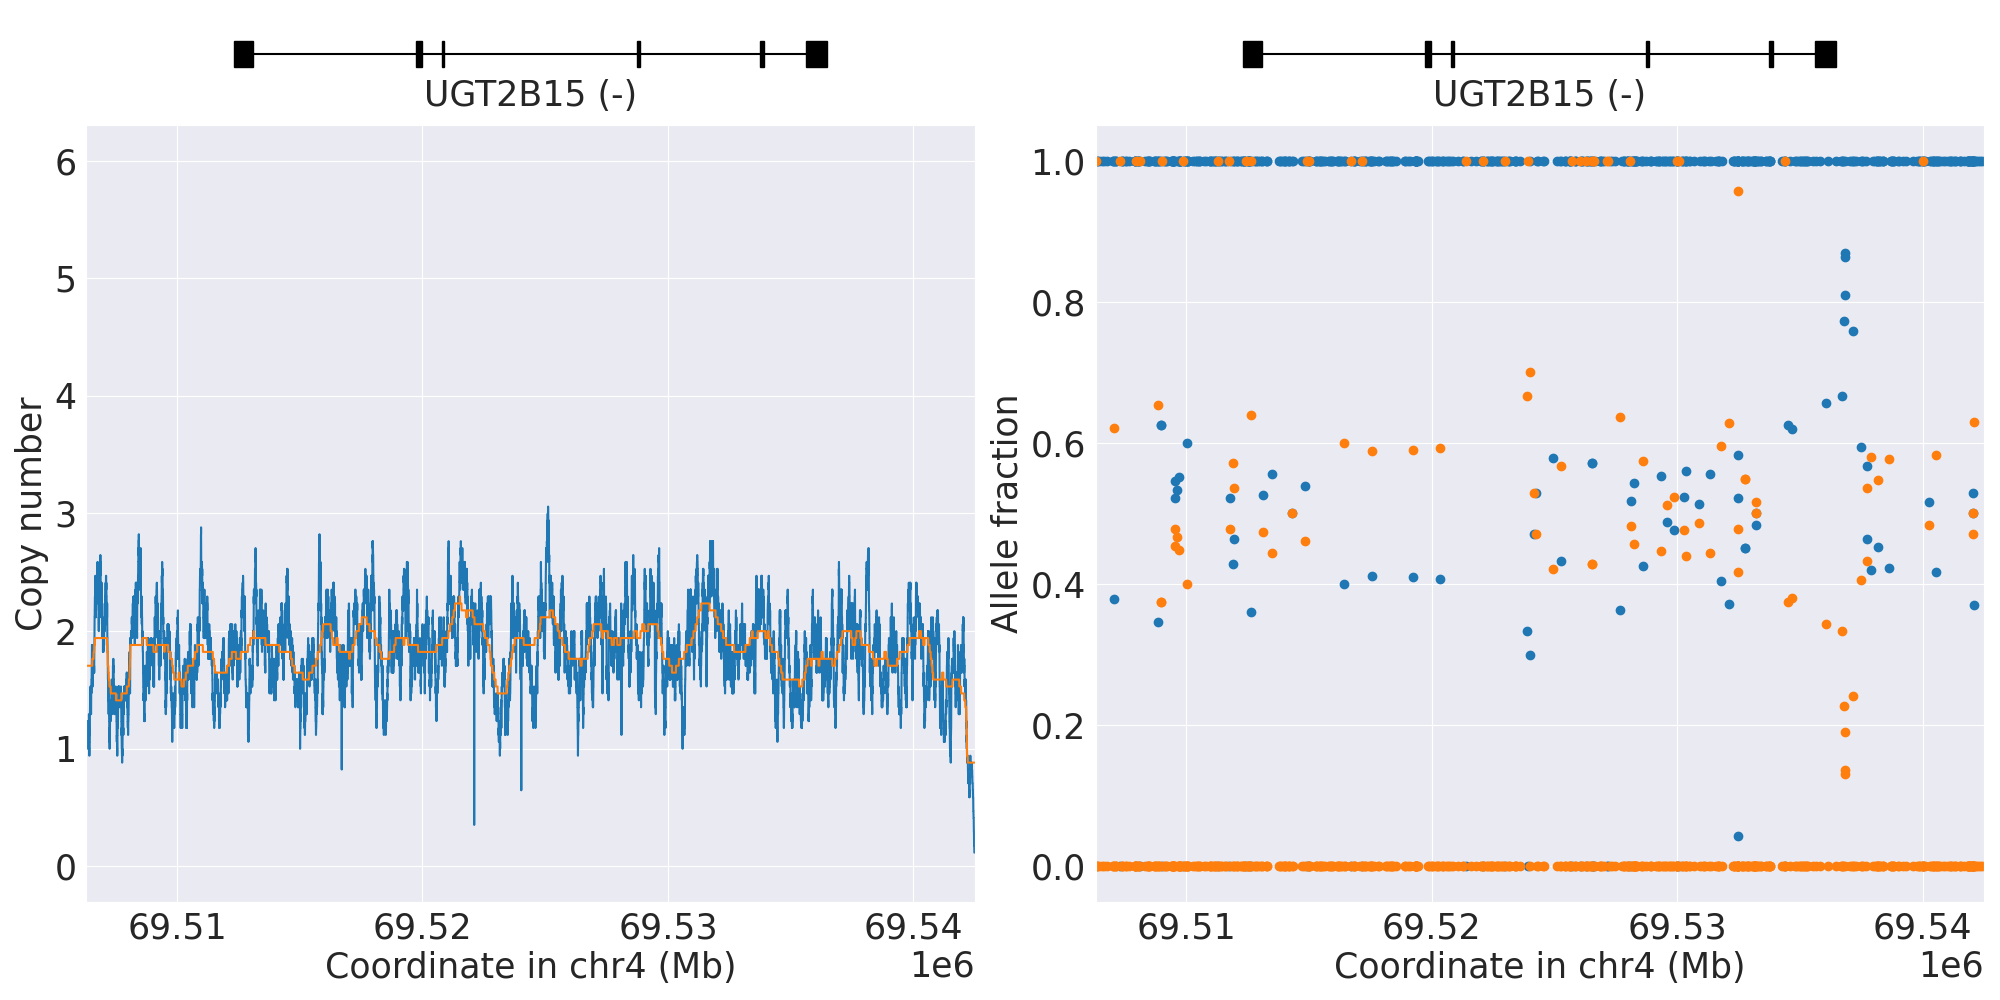 UGT2B15 (-)
6
5
4
3
2
1
0
Copy number
69.51 69.52 69.53 69.54
Coordinate in chr4 (Mb)
1e6
UGT2B15 (-)
1.0
0.8
0.6
0.4
0.2
0.0
Allele fraction
69.51 69.52 69.53 69.54
Coordinate in chr4 (Mb)
1e6